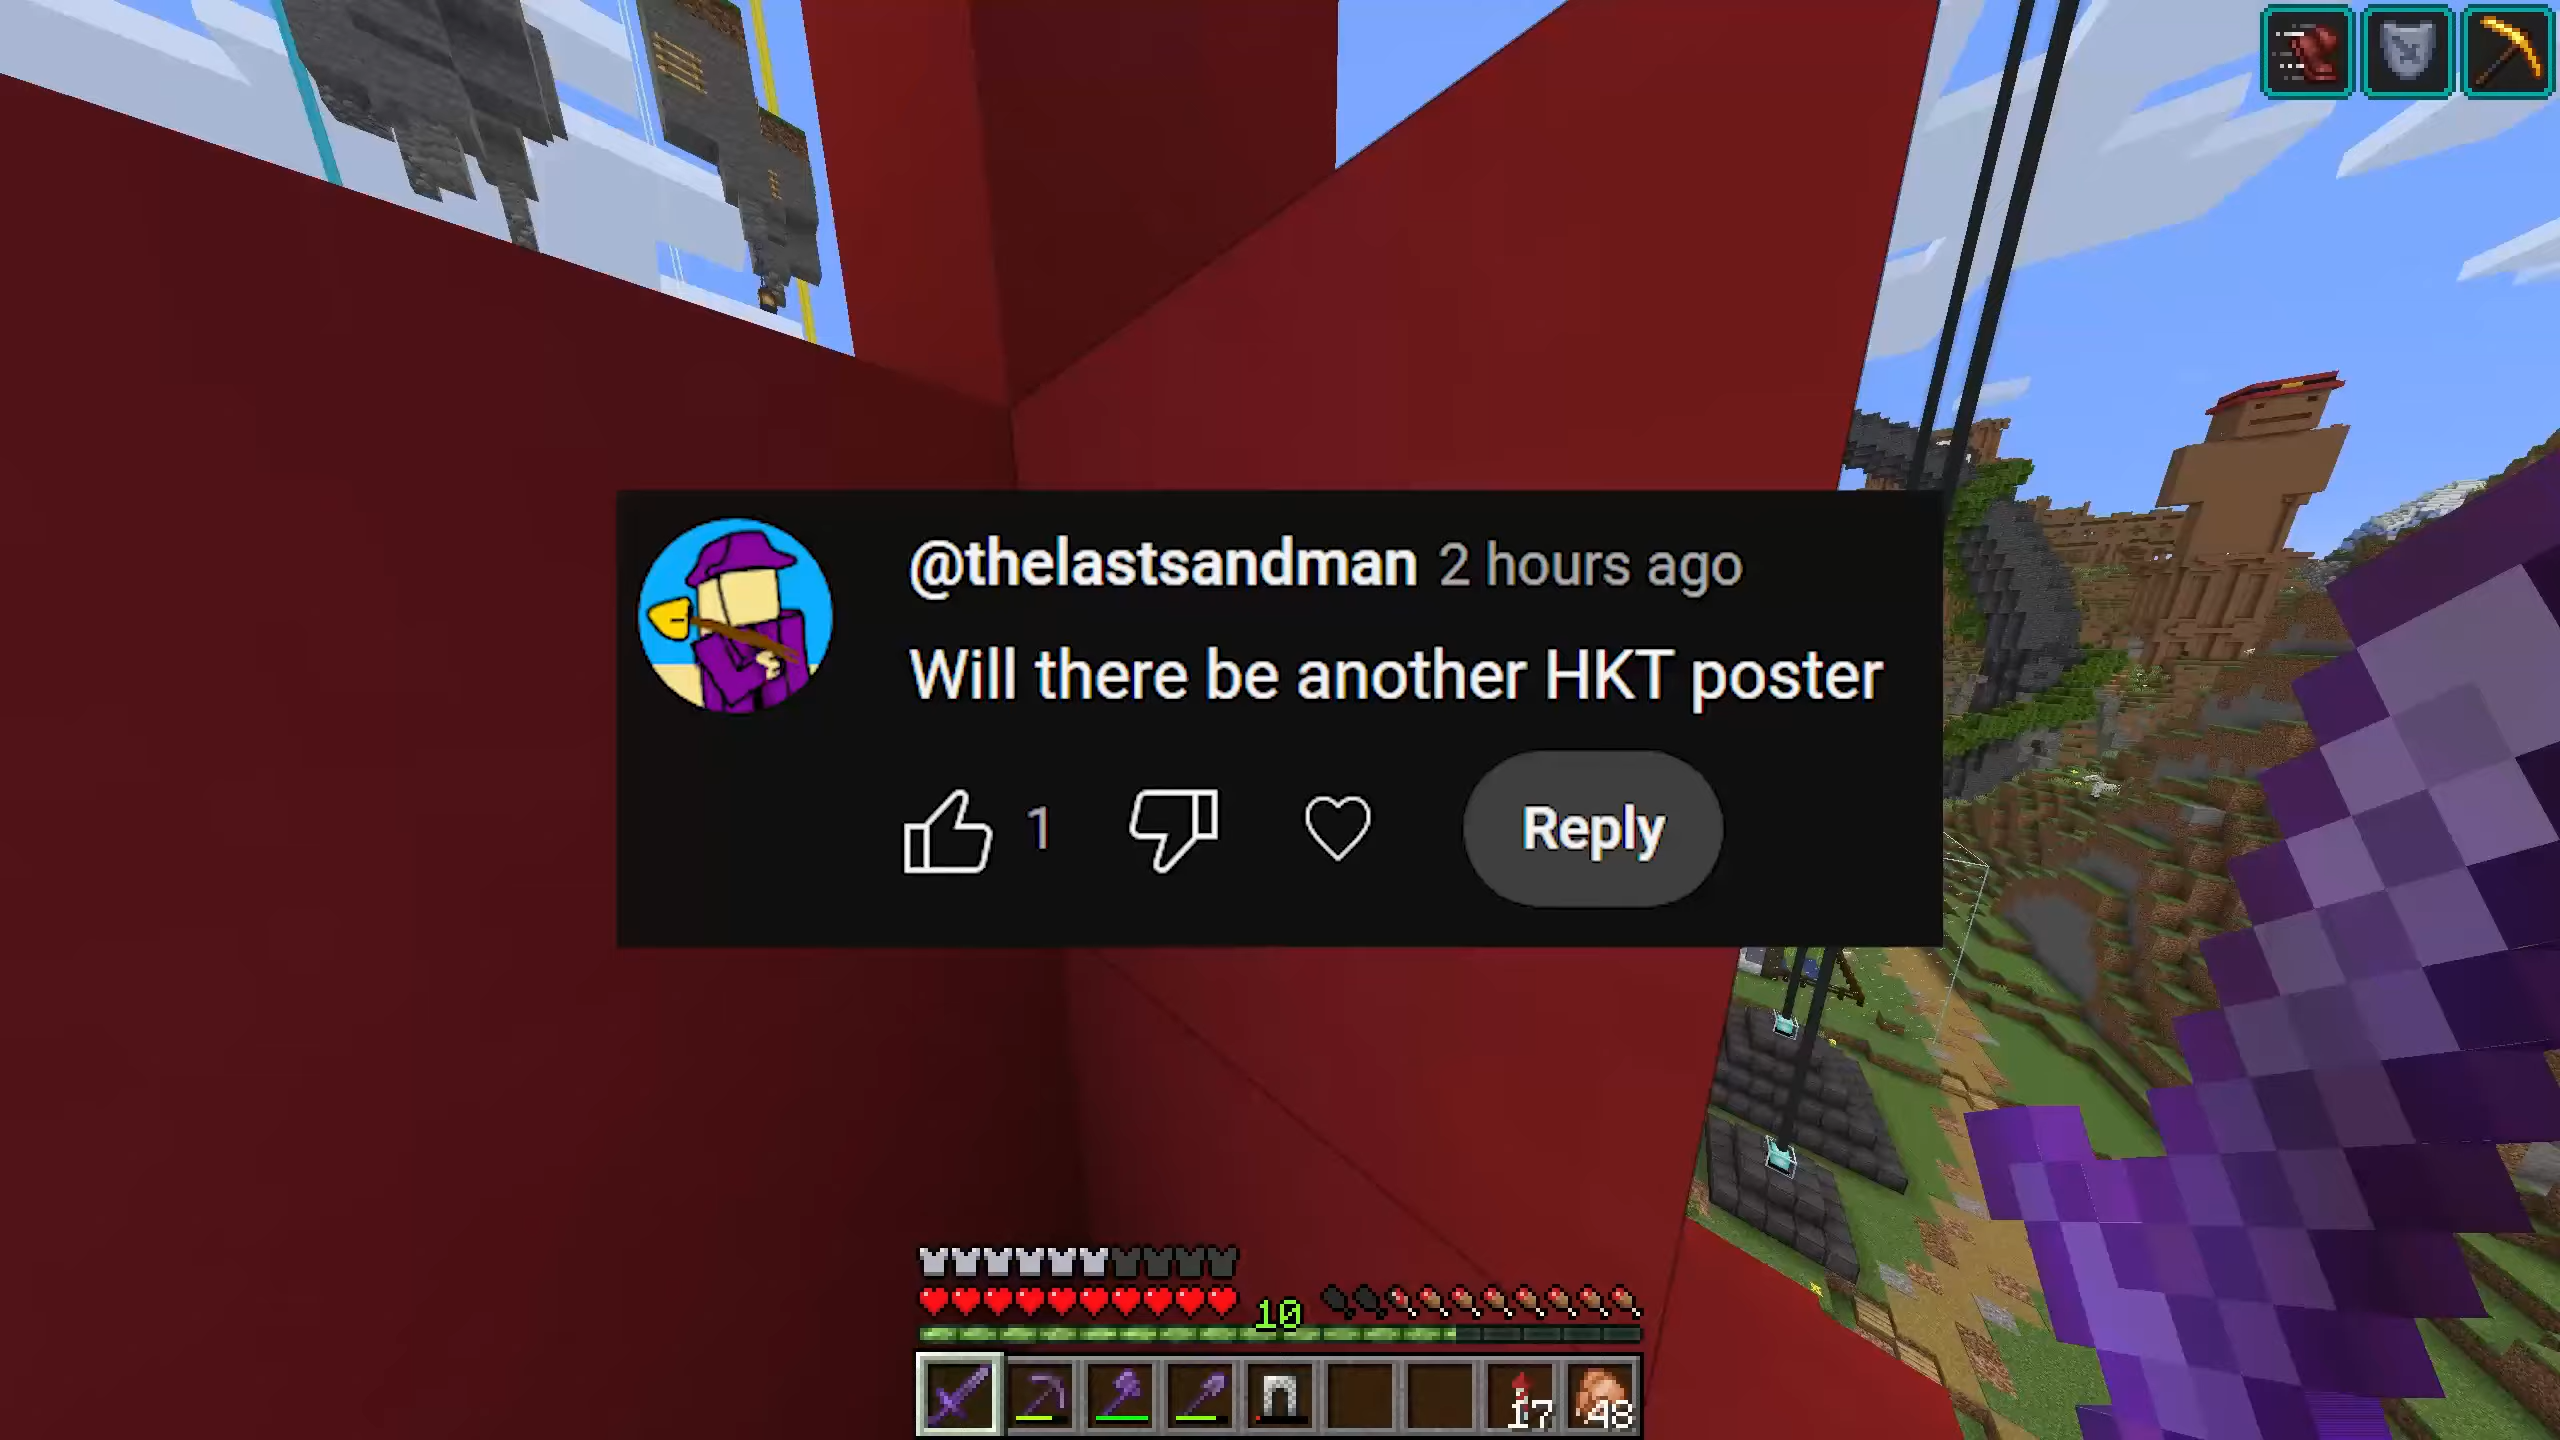 @thelastsandman 2 hours ago
Will there be another HKT poster
1 Reply
10
17 48